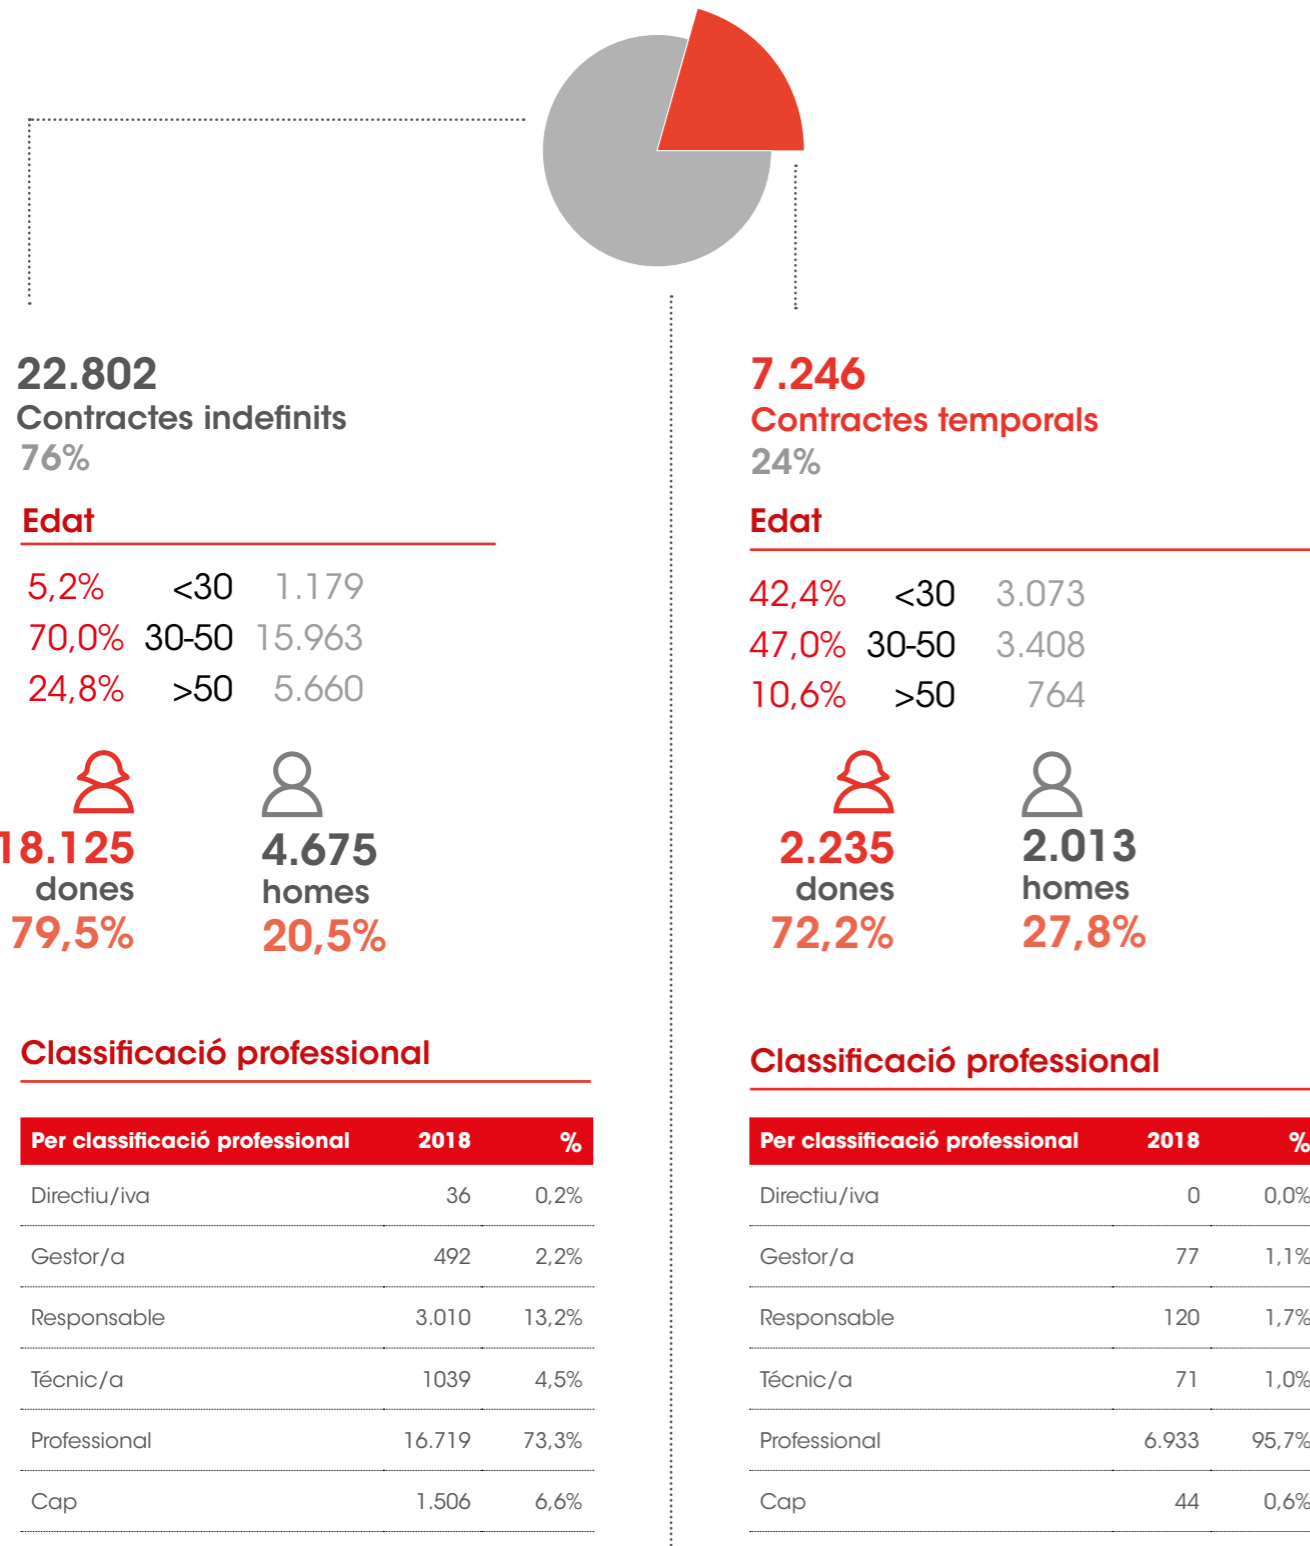 22.802
Contractes indefinits
76%
Edat
5,2% <30 1.179
70,0% 30-50 15.963
24,8% >50 5.660
18.125
dones
79,5%
4.675
homes
20,5%
Classificació professional
Per classificació professional 2018 %
Directiu/iva 36 0,2%
Gestor/a 492 2,2%
Responsable 3.010 13,2%
Técnic/a 1039 4,5%
Professional 16.719 73,3%
Cap 1.506 6,6%
7.246
Contractes temporals
24%
Edat
42,4% <30 3.073
47,0% 30-50 3.408
10,6% >50 764
2.235
dones
72,2%
2.013
homes
27,8%
Classificació professional
Per classificació professional 2018 %
Directiu/iva 0 0,0%
Gestor/a 77 1,1%
Responsable 120 1,7%
Técnic/a 71 1,0%
Professional 6.933 95,7%
Cap 44 0,6%